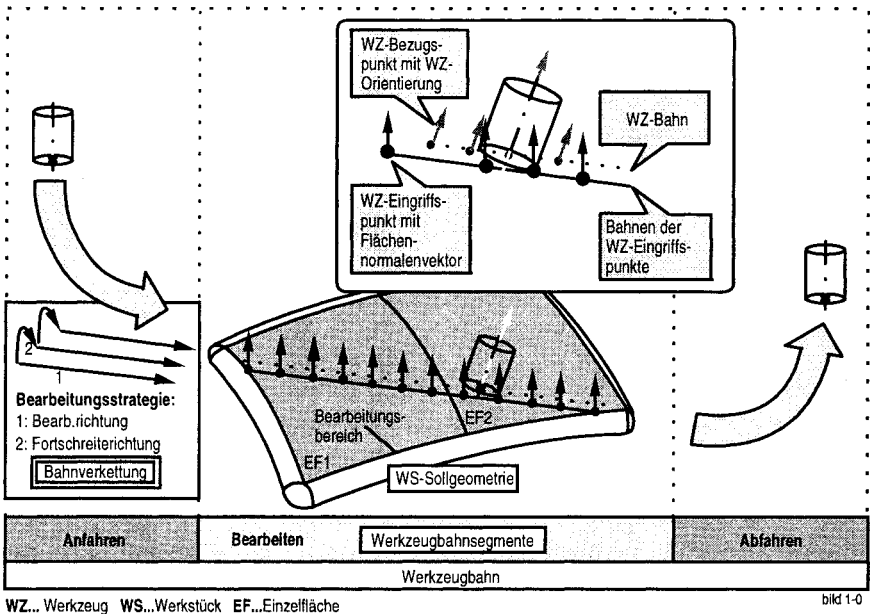 WZ-Bezugs-
punkt mit WZ-
Orientierung
WZ-Bahn
WZ-Eingriffs-
punkt mit
Flächen-
normalenvektor
Bahnen der
WZ-Eingriffs-
punkte
2
1
Bearbeitungsstrategie:
1: Bearb.richtung
2: Fortschreiterichtung
Bahnverkettung
Bearbeitungs-
bereich
EF1
EF2
WS-Sollgeometrie
Anfahren
Bearbeiten
Werkzeugbahnsegmente
Abfahren
Werkzeugbahn
WZ... Werkzeug WS...Werkstück EF...Einzelfläche
bild 1-0